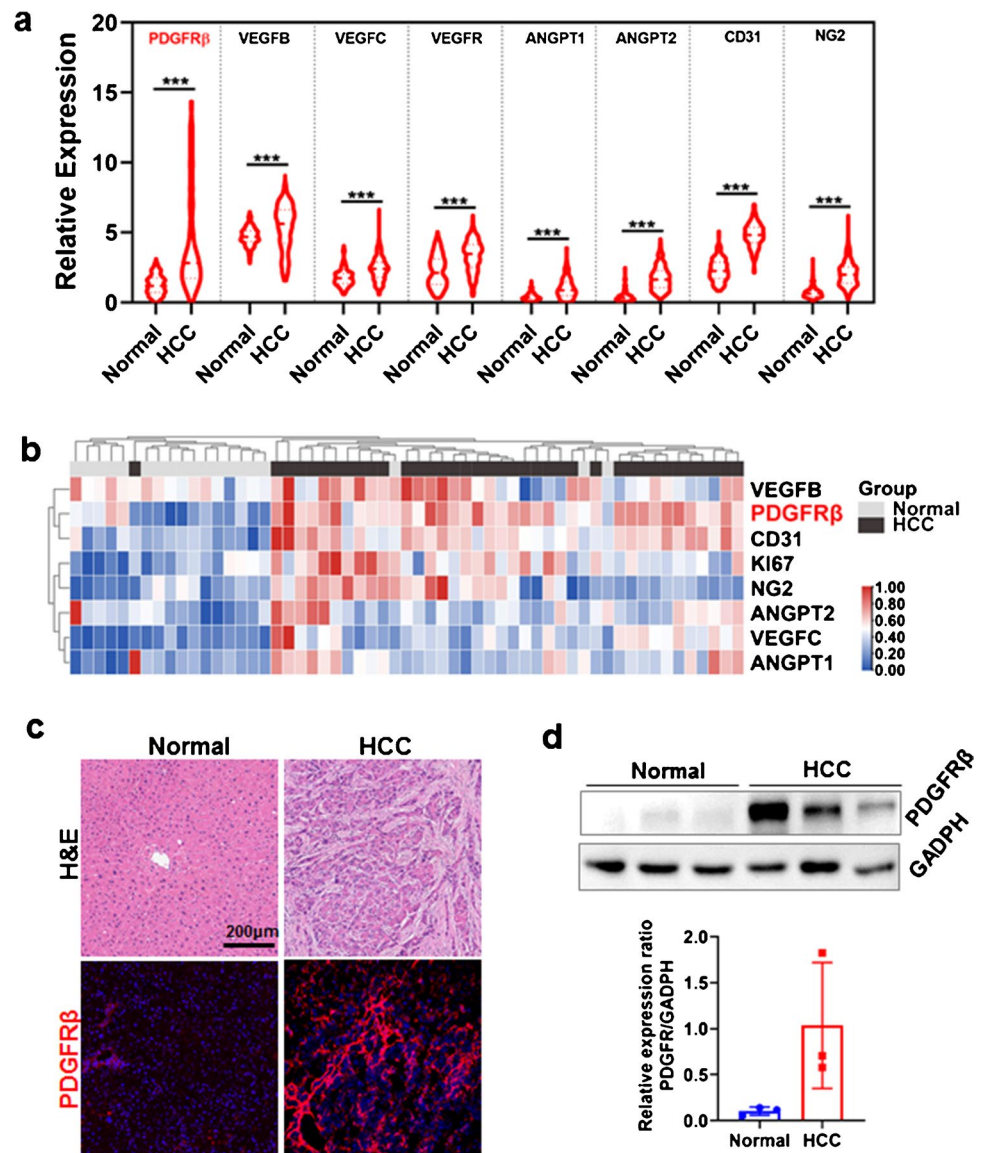 a
20
15
10
5
0
Relative Expression
PDGFRβ VEGFB VEGFC VEGFR ANGPT1 ANGPT2 CD31 NG2
*** *** *** *** *** *** *** ***
Normal HCC Normal HCC Normal HCC Normal HCC Normal HCC Normal HCC Normal HCC Normal HCC
b
VEGFB
PDGFRβ
CD31
KI67
NG2
ANGPT2
VEGFC
ANGPT1
Group
Normal
HCC
1.00
0.80
0.60
0.40
0.20
0.00
c
Normal HCC
H&E
200μm
PDGFRβ
d
Normal HCC
PDGFRβ
GADPH
Relative expression ratio
PDGFR/GADPH
2.0
1.5
1.0
0.5
0.0
Normal HCC